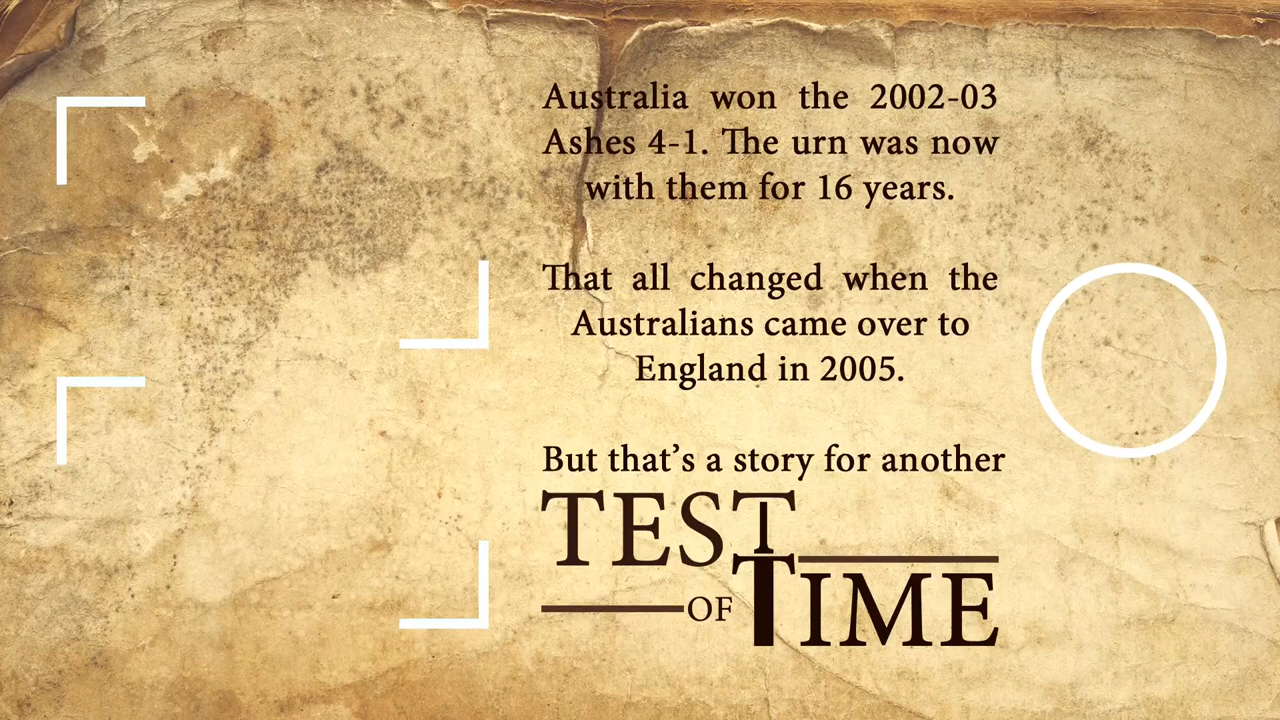 Australia won the 2002-03
Ashes 4-1. The urn was now
with them for 16 years.
That all changed when the
Australians came over to
England in 2005.
But that's a story for another
TEST
OF TIME